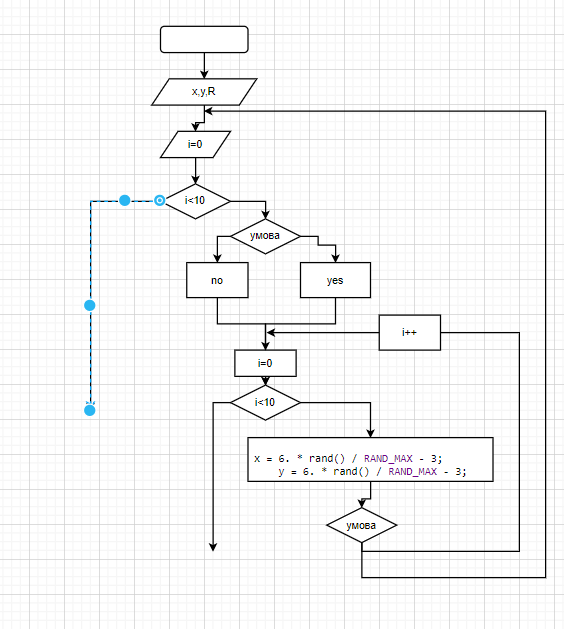 x,y,R
i=0
i<10
умова
no
yes
i++
i=0
i<10
x = 6. * rand() / RAND_MAX - 3;
y = 6. * rand() / RAND_MAX - 3;
умова